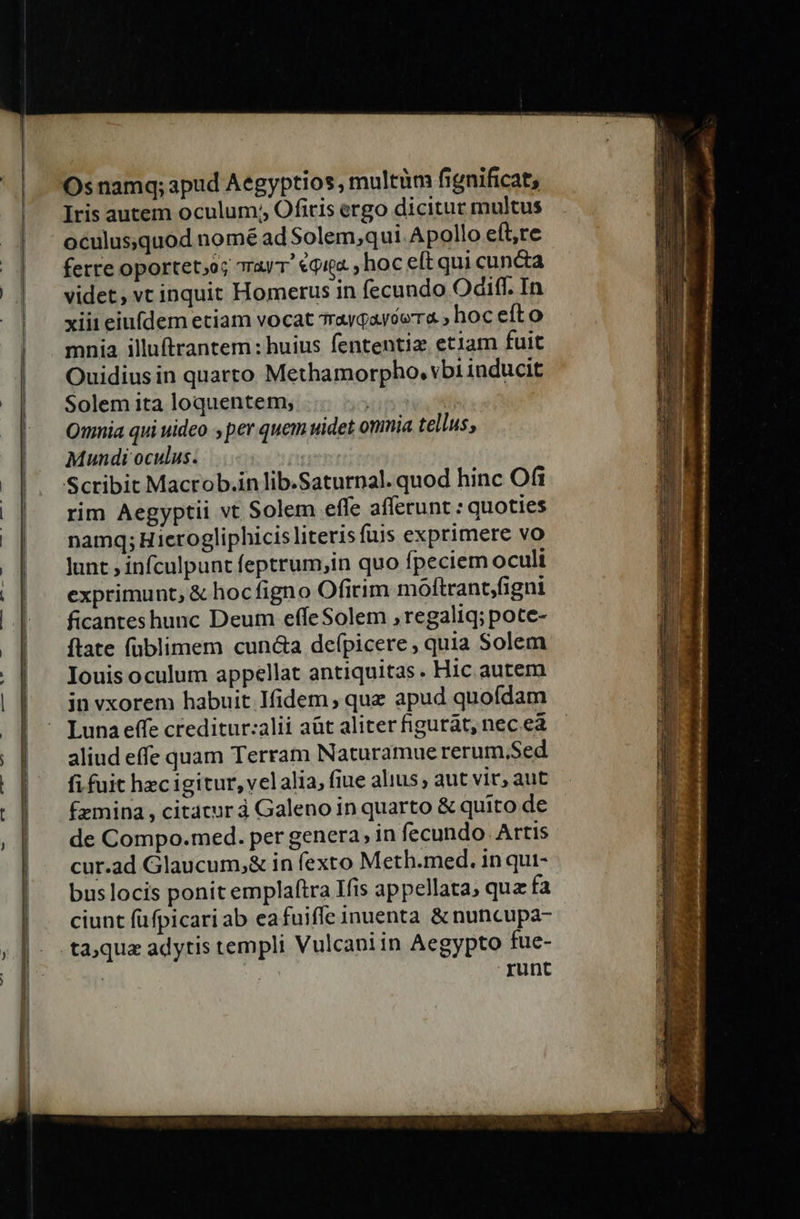 Os namq; apud Aegyptios, multùm ſignificat,
Iris autem oculum; Oſiris ergo dicitur multus
oculus, quod nomẽ ad Solem, qui Apollo eſt, re
ferre oportet, ὃς πάντ' ἐφορᾷ, hoc eſt qui cuncta
videt, vt inquit Homerus in ſecundo Odiſſ. In
xiii eiuſdem etiam vocat , hoc eſt o
mnia illuſtrantem: huius ſententiæ etiam fuit
Ouidius in quarto Methamorpho. vbi inducit
Solem ita loquentem,
Omnia qui uideo, per quem uidet omnia tellus,
Mundi oculus.
Scribit Macrob. in lib. Saturnal. quod hinc Oſi
rim Aegyptii vt Solem eſſe aſſerunt: quoties
namq; Hierogliphicis literis ſuis exprimere vo
lunt, inſculpunt ſeptrum, in quo ſpeciem oculi
exprimunt, & hoc ſigno Oſirim moſtrant, ſigni
ficantes hunc Deum eſſe Solem, regaliq; pote-
ſtate ſublimem cuncta deſpicere, quia Solem
Iouis oculum appellat antiquitas. Hic autem
in vxorem habuit Iſidem, quæ apud quoſdam
Luna eſſe creditur: alii aūt aliter figurāt, nec eā
aliud eſſe quam Terram Naturamue rerum. Sed
ſi fuit hæc igitur, vel alia, ſiue alius, aut vir, aut
fæmina, citatur à Galeno in quarto & quīto de
de Compo. med. per genera, in ſecundo Artis
cur. ad Glaucum, & in ſexto Meth. med. in qui-
bus locis ponit emplaſtra Iſis appellata, quæ fa
ciunt ſuſpicari ab ea fuiſſe inuenta & nuncupa-
ta, quæ adytis templi Vulcani in Aegypto fue-
runt